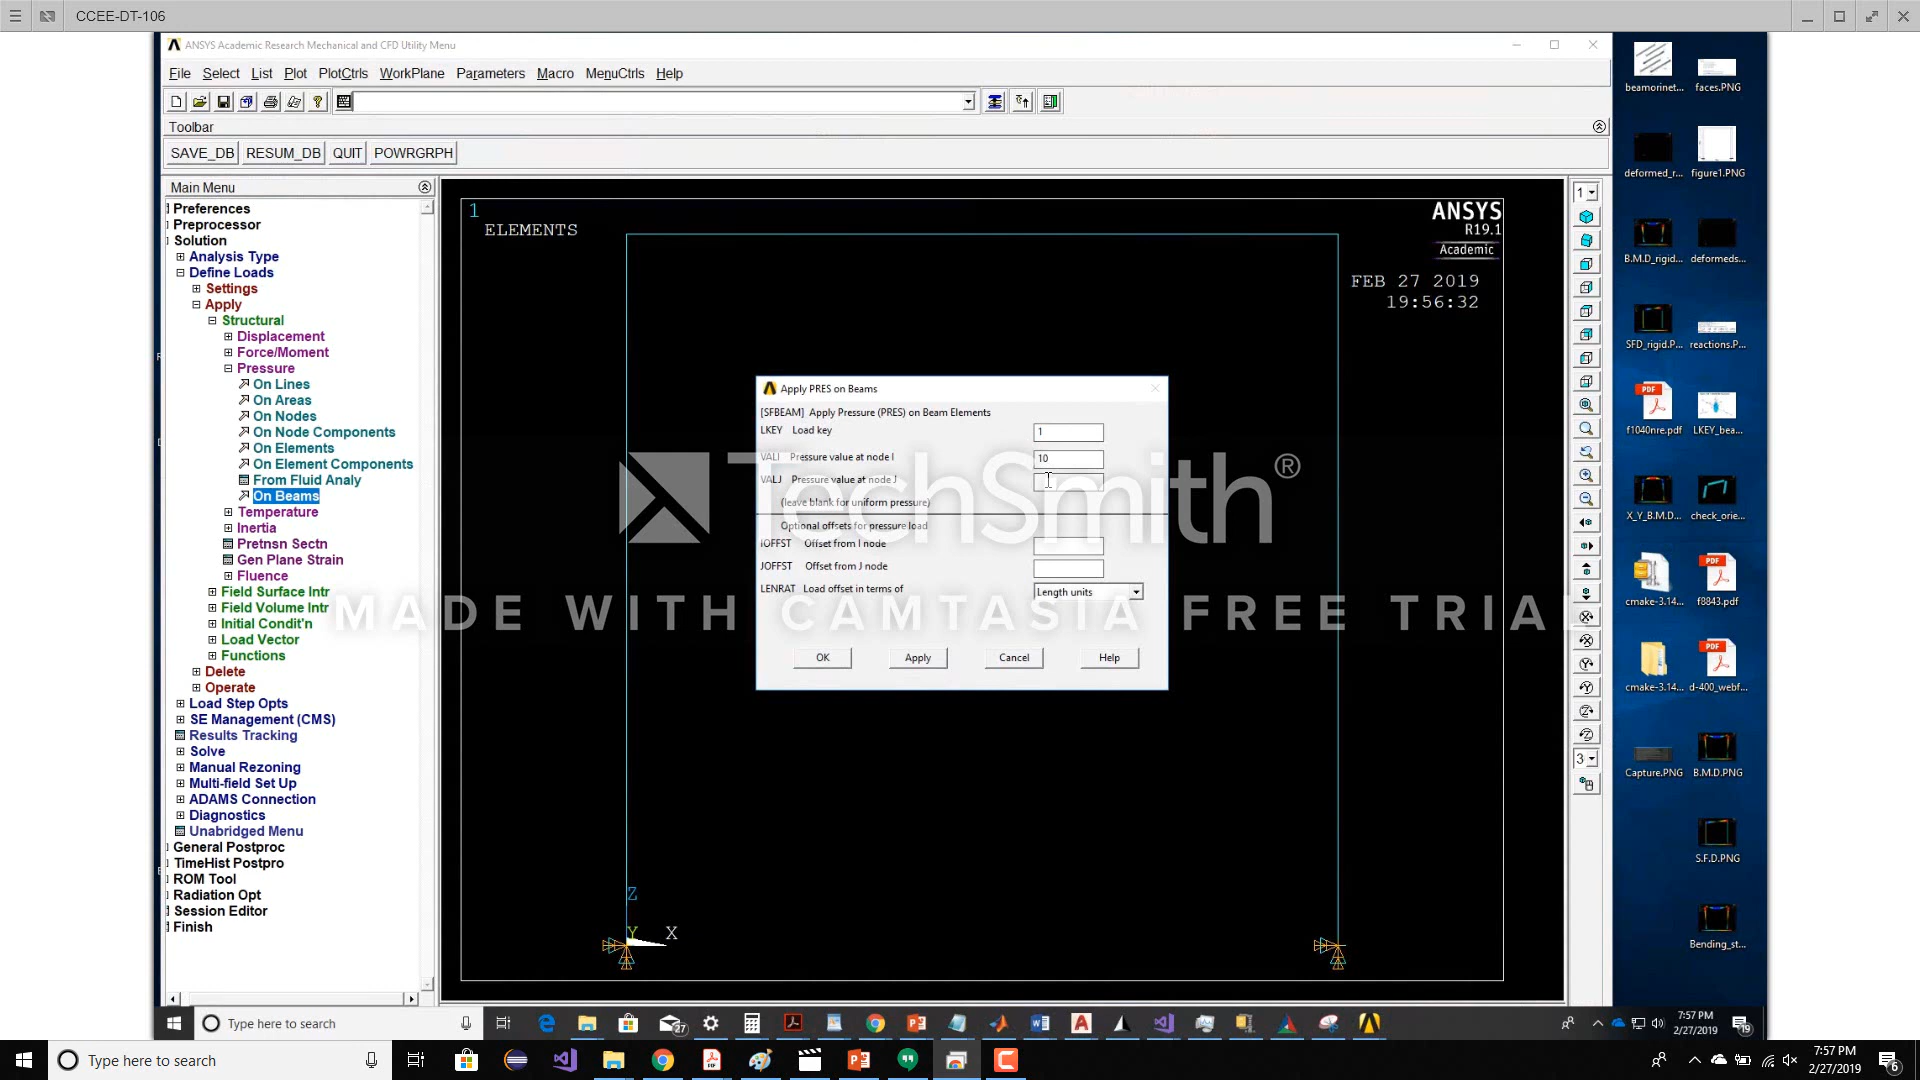 CCEE-DT-106
ANSYS Academic Research Mechanical and CFD Utility Menu
File Select List Plot PlotCtrls WorkPlane Parameters Macro MenuCtrls Help
Toolbar
SAVE_DB RESUM_DB QUIT POWRGRPH
Main Menu
Preferences
Preprocessor
Solution
Analysis Type
Define Loads
Settings
Apply
Structural
Displacement
Force/Moment
Pressure
On Lines
On Areas
On Nodes
On Node Components
On Elements
On Element Components
From Fluid Analy
On Beams
Temperature
Inertia
Pretnsn Sectn
Gen Plane Strain
Fluence
Field Surface Intr
Field Volume Intr
Initial Condit'n
Load Vector
Functions
Delete
Operate
Load Step Opts
SE Management (CMS)
Results Tracking
Solve
Manual Rezoning
Multi-field Set Up
ADAMS Connection
Diagnostics
Unabridged Menu
General Postproc
TimeHist Postpro
ROM Tool
Radiation Opt
Session Editor
Finish
1
ELEMENTS
ANSYS
R19.1
Academic
FEB 27 2019
19:56:32
Z
Y X
Apply PRES on Beams
[SFBEAM] Apply Pressure (PRES) on Beam Elements
LKEY Load key 1
VALI Pressure value at node I 10
VALJ Pressure value at node J
(leave blank for uniform pressure)
Optional offsets for pressure load
IOFFST Offset from I node
JOFFST Offset from J node
LENRAT Load offset in terms of Length units
OK Apply Cancel Help
TechSmith®
MADE WITH CAMTASIA FREE TRIA
1
3
beamorinet... faces.PNG
deformed_r... figure1.PNG
B.M.D_rigid... deformeds...
SFD_rigid.P... reactions.P...
f1040nre.pdf LKEY_bea...
X_Y_B.M.D... check_orie...
cmake-3.14... f8843.pdf
cmake-3.14... d-400_webf...
Capture.PNG B.M.D.PNG
S.F.D.PNG
Bending_st...
Type here to search
27
7:57 PM
2/27/2019
19
Type here to search
7:57 PM
2/27/2019
6